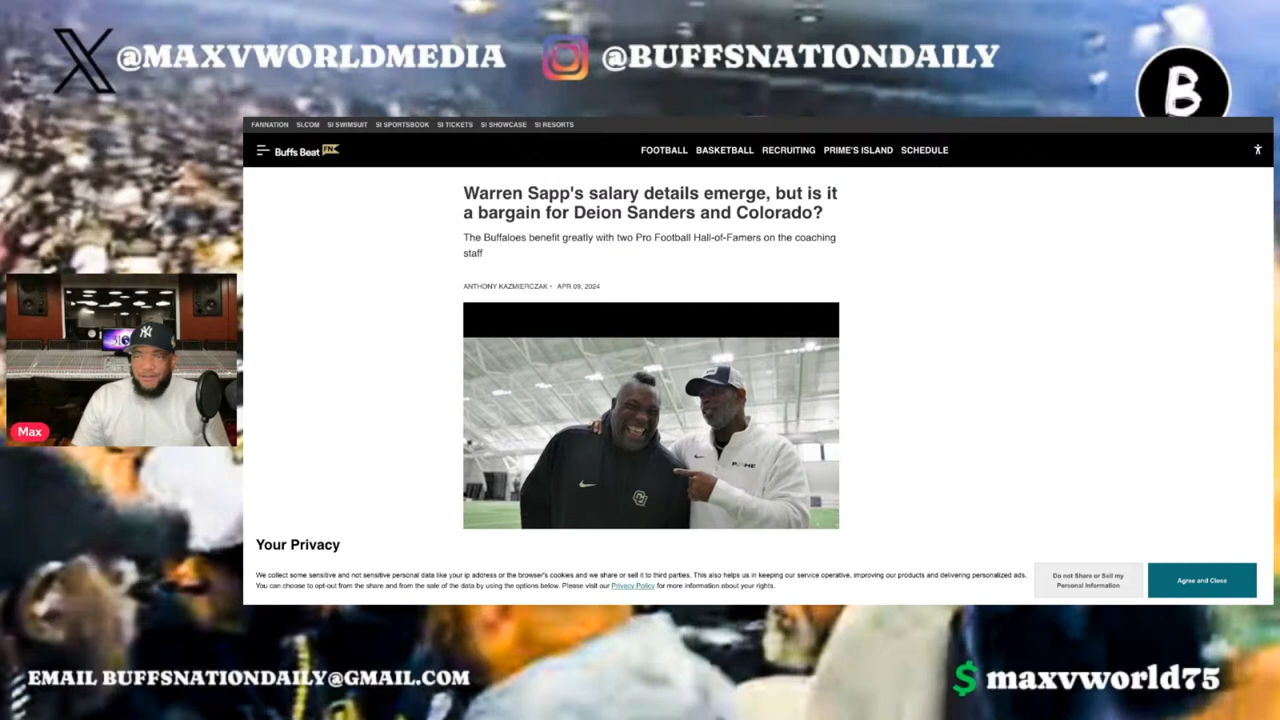 @MAXVWORLDMEDIA
@BUFFSNATIONDAILY
B
FANNATION SI.COM SI SWIMSUIT SI SPORTSBOOK SI TICKETS SI SHOWCASE SI RESORTS
Buffs Beat FN
FOOTBALL BASKETBALL RECRUITING PRIME'S ISLAND SCHEDULE
Warren Sapp's salary details emerge, but is it
a bargain for Deion Sanders and Colorado?
The Buffaloes benefit greatly with two Pro Football Hall-of-Famers on the coaching
staff
ANTHONY KAZMIERCZAK • APR 09, 2024
Max
Your Privacy
We collect some sensitive and not sensitive personal data like your ip address or the browser's cookies and we share or sell it to third parties. This also helps us in keeping our service operative, improving our products and delivering personalized ads.
You can choose to opt-out from the share and from the sale of the data by using the options below. Please visit our Privacy Policy for more information about your rights.
Do not Share or Sell my
Personal Information
Agree and Close
EMAIL BUFFSNATIONDAILY@GMAIL.COM
$ maxvworld75